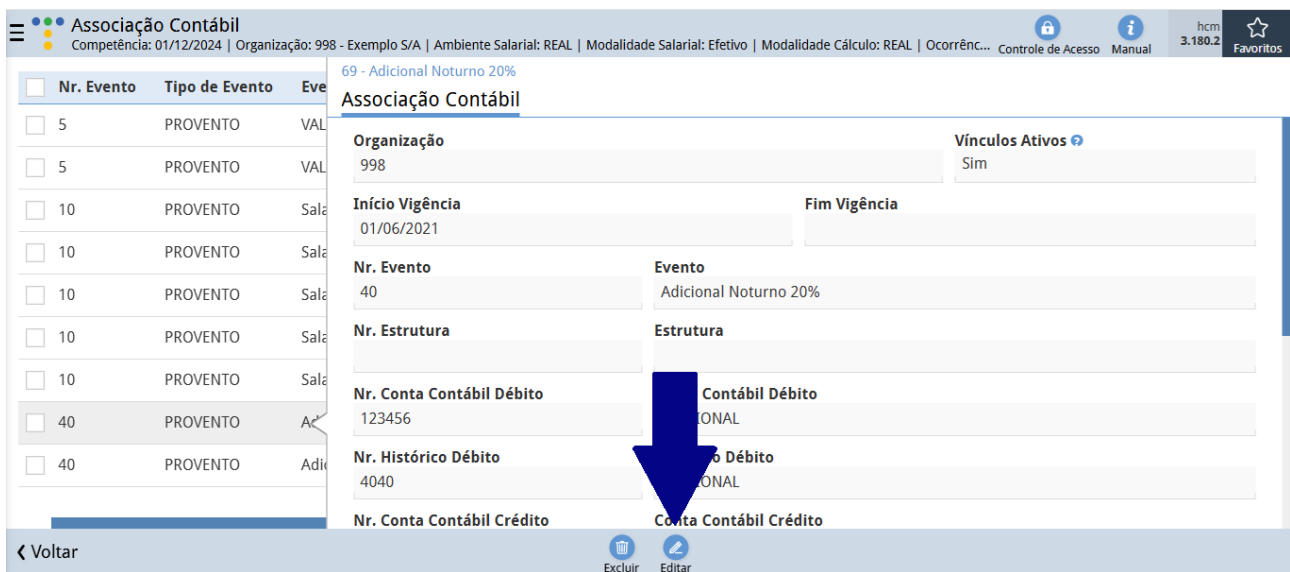 Associação Contábil
Competência: 01/12/2024 | Organização: 998 - Exemplo S/A | Ambiente Salarial: REAL | Modalidade Salarial: Efetivo | Modalidade Cálculo: REAL | Ocorrênc...
Controle de Acesso
Manual
hcm
3.180.2
Favoritos
Nr. Evento Tipo de Evento Eve
5 PROVENTO VAL
5 PROVENTO VAL
10 PROVENTO Sala
10 PROVENTO Sala
10 PROVENTO Sala
10 PROVENTO Sala
10 PROVENTO Sala
40 PROVENTO Ad
40 PROVENTO Adi
69 - Adicional Noturno 20%
Associação Contábil
Organização Vínculos Ativos
998 Sim
Início Vigência Fim Vigência
01/06/2021
Nr. Evento Evento
40 Adicional Noturno 20%
Nr. Estrutura Estrutura
Nr. Conta Contábil Débito Contábil Débito
123456 IONAL
Nr. Histórico Débito o Débito
4040 ONAL
Nr. Conta Contábil Crédito Conta Contábil Crédito
Voltar
Excluir Editar